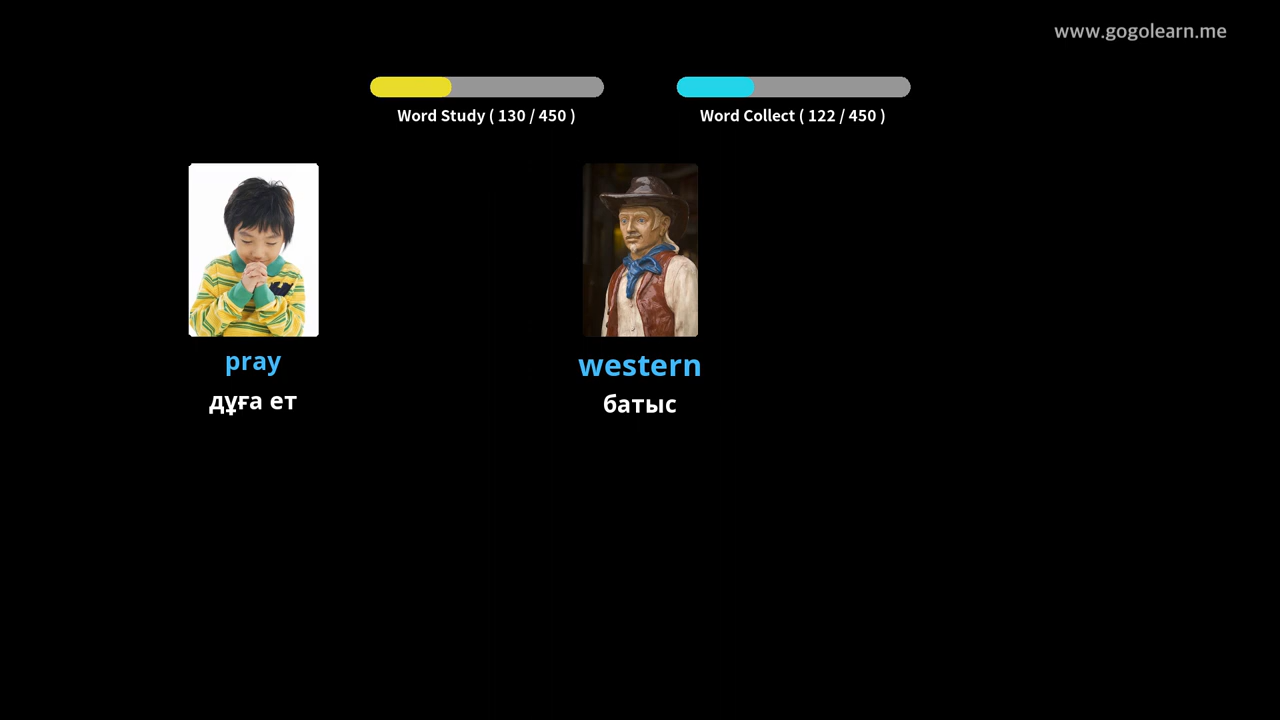 www.gogolearn.me
Word Study ( 130 / 450 )
Word Collect ( 122 / 450 )
pray
дұға ет
western
батыс